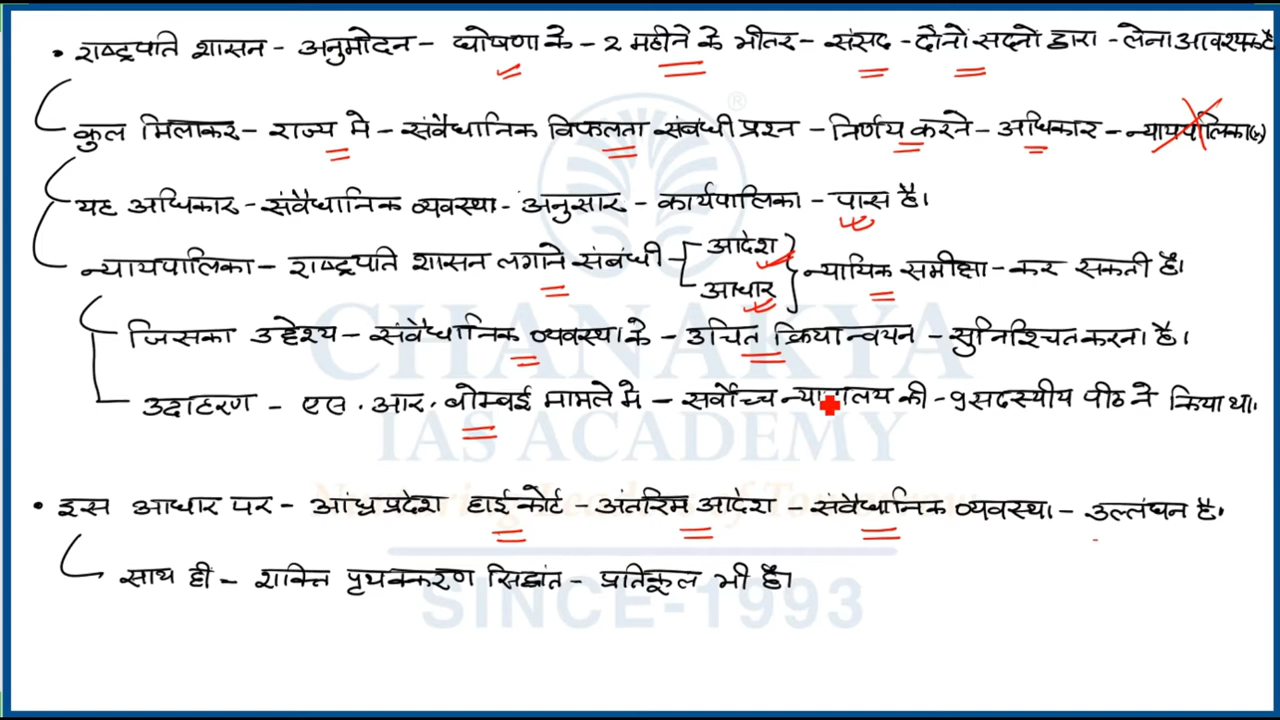 • राष्ट्रपति शासन - अनुमोदन - घोषणा के - २ महीने के भीतर - संसद - दोनों सदनो द्वारा - लेना आवश्यक है
कुल मिलाकर - राज्य मे - संवैधानिक विफलता संबंधी प्रश्न - निर्णय करने - अधिकार - न्यायपालिका(x)
यह अधिकार - संवैधानिक व्यवस्था - अनुसार - कार्यपालिका - पास है।
न्यायपालिका - राष्ट्रपति शासन लगाने संबंधी - { आदेश
आधार } न्यायिक समीक्षा - कर सकती है।
जिसका उद्देश्य - संवैधानिक व्यवस्था के - उचित क्रियान्वयन - सुनिश्चित करना है।
उदाहरण - एस. आर. बोम्बई मामले मे - सर्वोच्च न्यायालय की - ९ सदस्यीय पीठ ने किया था।
• इस आधार पर - आंध्रप्रदेश हाईकोर्ट - अंतरिम आदेश - संवैधानिक व्यवस्था - उल्लंघन है।
साथ ही - शक्ति पृथक्करण सिद्धांत - प्रतिकूल भी है।
CHANAKYA
IAS ACADEMY
SINCE-1993